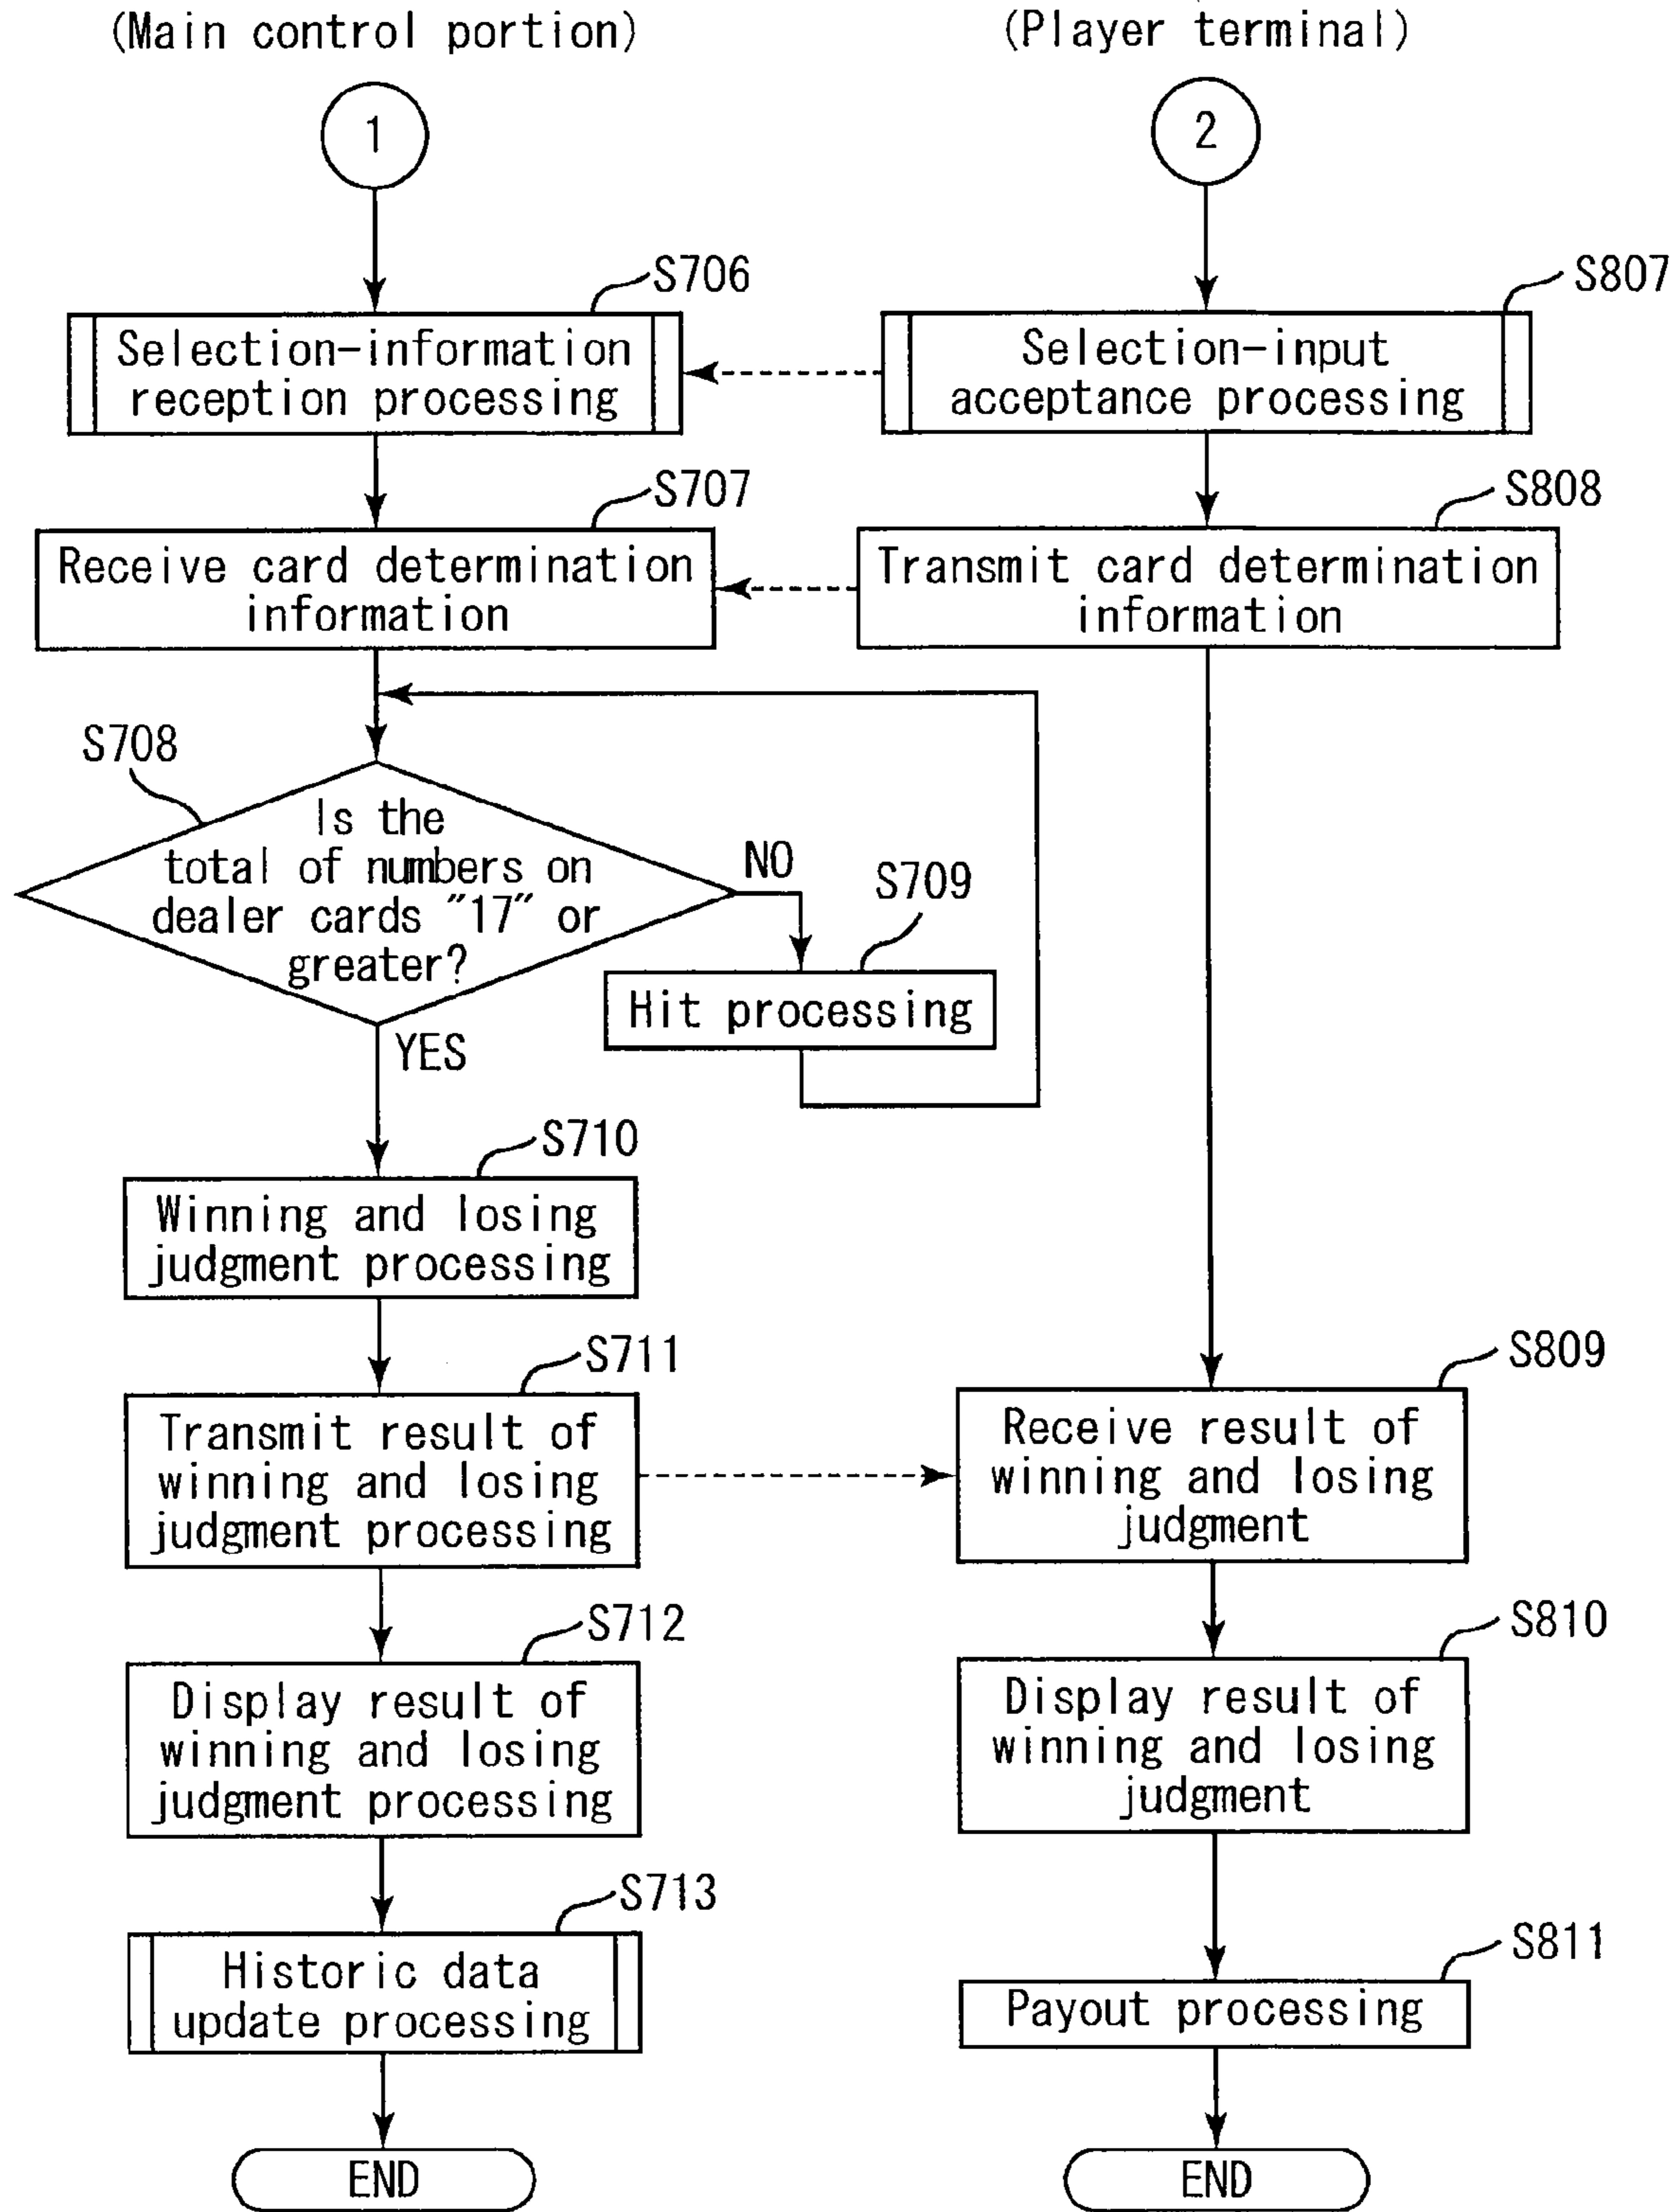 (Main control portion)
(Player terminal)
1
2
S706
S807
Selection-information
reception processing
Selection-input
acceptance processing
S707
S808
Receive card determination
information
Transmit card determination
information
S708
Is the
total of numbers on
dealer cards "17" or
greater?
NO
S709
Hit processing
YES
S710
Winning and losing
judgment processing
S711
S809
Transmit result of
winning and losing
judgment processing
Receive result of
winning and losing
judgment
S712
S810
Display result of
winning and losing
judgment processing
Display result of
winning and losing
judgment
S713
S811
Historic data
update processing
Payout processing
END
END